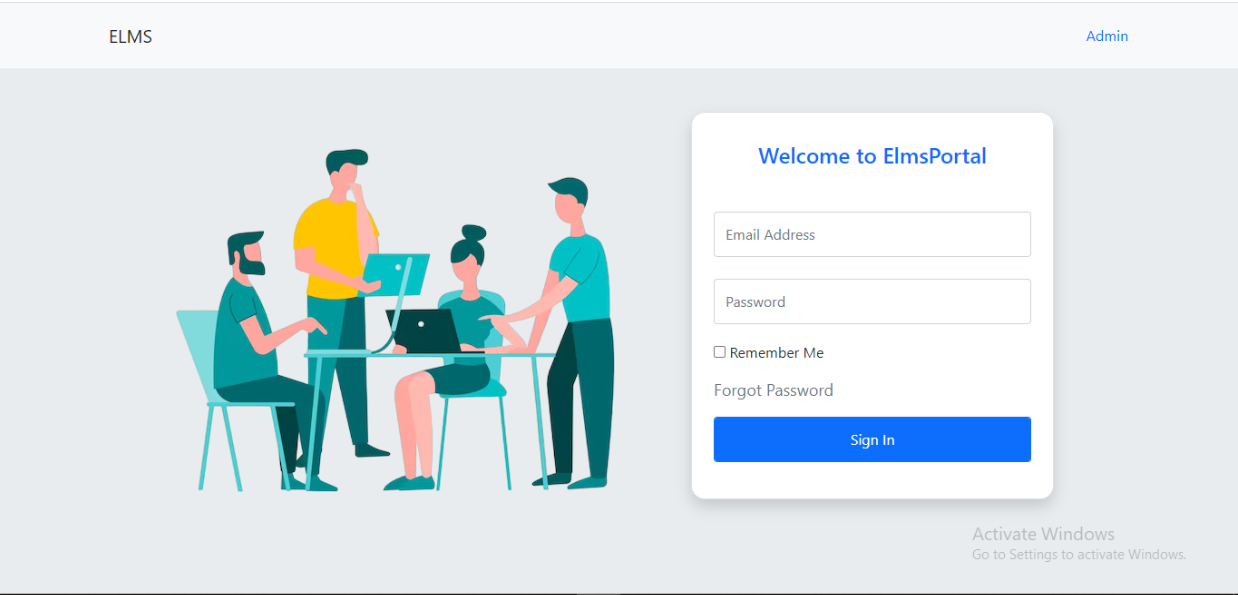 ELMS
Admin
Welcome to ElmsPortal
Email Address
Password
Remember Me
Forgot Password
Sign In
Activate Windows
Go to Settings to activate Windows.